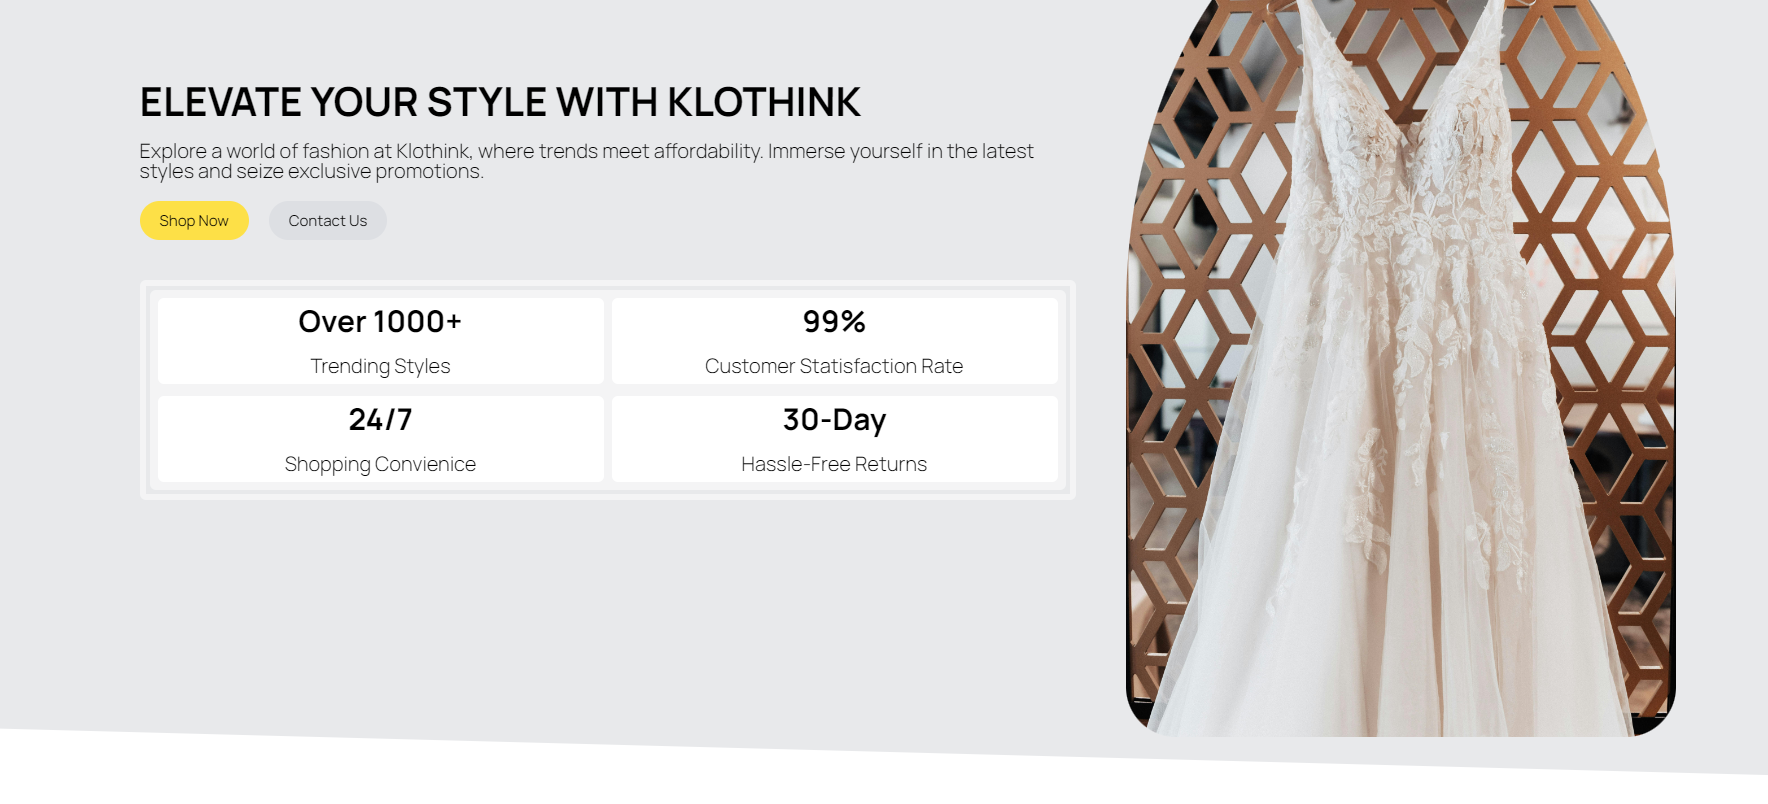 ELEVATE YOUR STYLE WITH KLOTHINK
Explore a world of fashion at Klothink, where trends meet affordability. Immerse yourself in the latest
styles and seize exclusive promotions.
Shop Now
Contact Us
Over 1000+
Trending Styles
99%
Customer Statisfaction Rate
24/7
Shopping Convienice
30-Day
Hassle-Free Returns